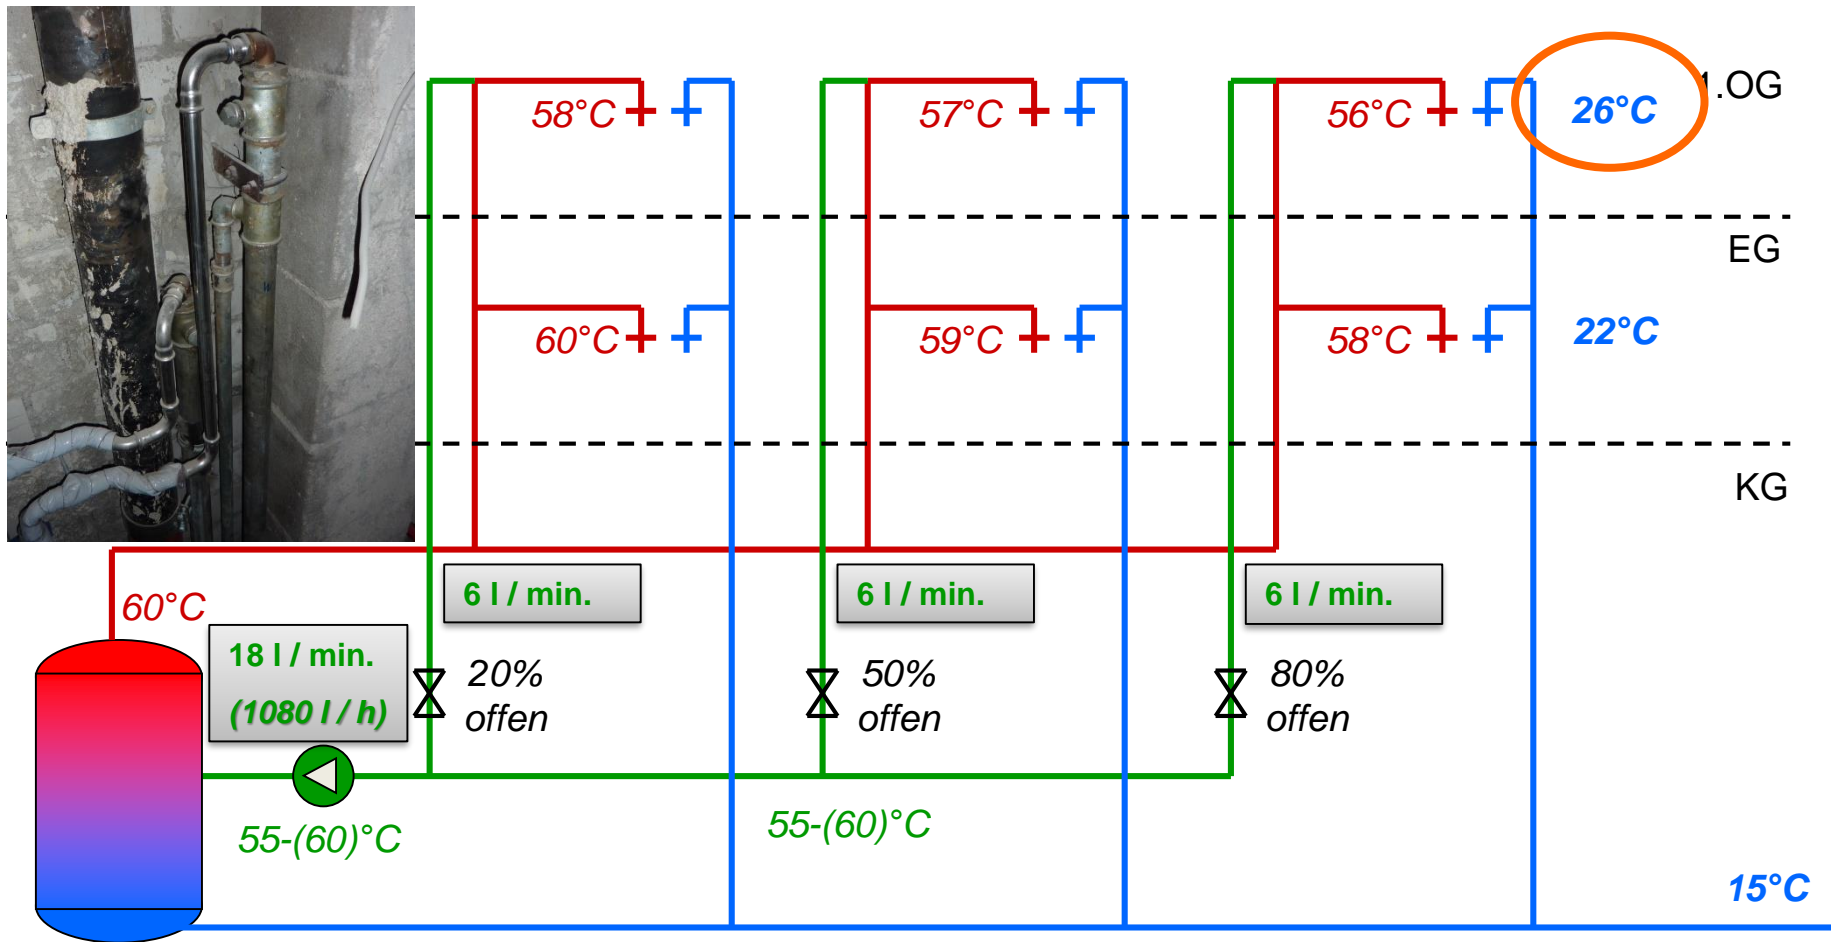 58°C
57°C
56°C
26°C
1.OG
EG
60°C
59°C
58°C
22°C
KG
60°C
6 l / min.
6 l / min.
6 l / min.
18 l / min.
(1080 l / h)
20%
offen
50%
offen
80%
offen
55-(60)°C
55-(60)°C
15°C